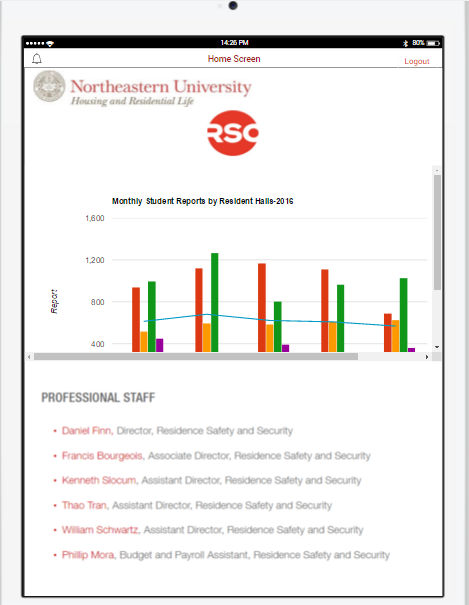 14:26 PM
80%
Home Screen
Logout
Northeastern University
Housing and Residential Life
RSO
Monthly Student Reports by Resident Halls-2016
1,600
1,200
Report
800
400
PROFESSIONAL STAFF
• Daniel Finn, Director, Residence Safety and Security
• Francis Bourgeois, Associate Director, Residence Safety and Security
• Kenneth Slocum, Assistant Director, Residence Safety and Security
• Thao Tran, Assistant Director, Residence Safety and Security
• William Schwartz, Assistant Director, Residence Safety and Security
• Phillip Mora, Budget and Payroll Assistant, Residence Safety and Security